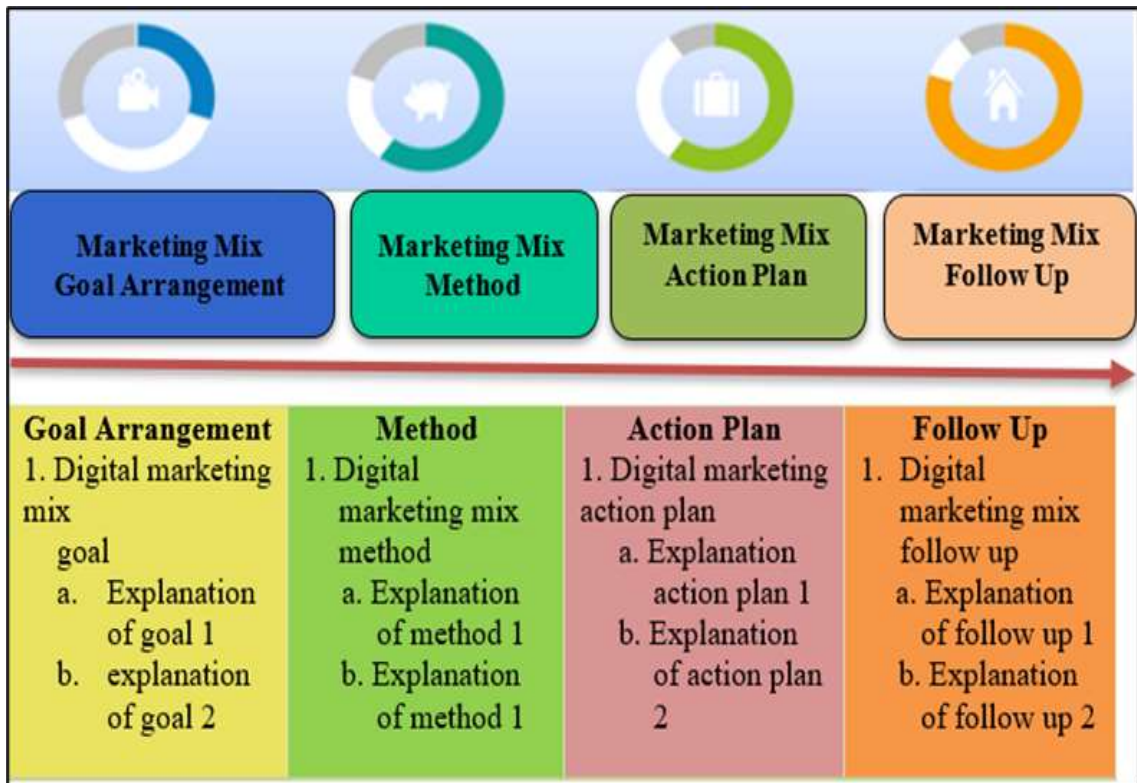 Marketing Mix
Goal Arrangement
Marketing Mix
Method
Marketing Mix
Action Plan
Marketing Mix
Follow Up
Goal Arrangement
1. Digital marketing
mix
goal
a. Explanation
of goal 1
b. explanation
of goal 2
Method
1. Digital
marketing mix
method
a. Explanation
of method 1
b. Explanation
of method 1
Action Plan
1. Digital marketing
action plan
a. Explanation
action plan 1
b. Explanation
of action plan
2
Follow Up
1. Digital
marketing mix
follow up
a. Explanation
of follow up 1
b. Explanation
of follow up 2